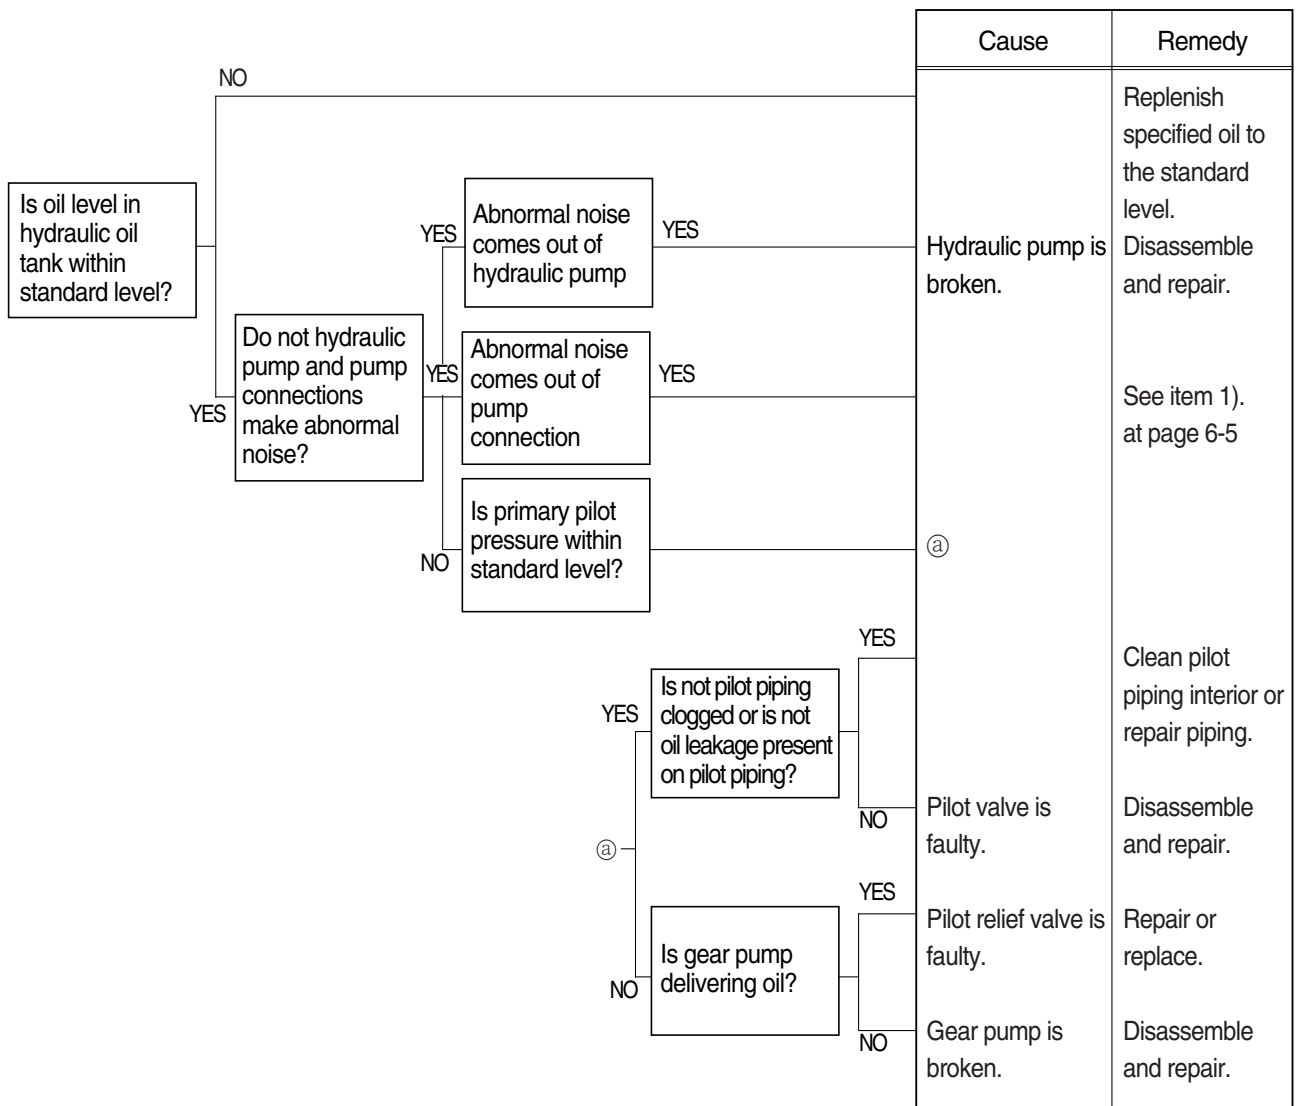 Cause
Remedy
NO
Replenish
specified oil to
the standard
level.
Is oil level in
hydraulic oil
tank within
standard level?
YES
Abnormal noise
comes out of
hydraulic pump
YES
Hydraulic pump is
broken.
Disassemble
and repair.
YES
Do not hydraulic
pump and pump
connections
make abnormal
noise?
YES
Abnormal noise
comes out of
pump
connection
YES
See item 1).
at page 6-5
NO
Is primary pilot
pressure within
standard level?
ⓐ
ⓐ
YES
Is not pilot piping
clogged or is not
oil leakage present
on pilot piping?
YES
Clean pilot
piping interior or
repair piping.
NO
Pilot valve is
faulty.
Disassemble
and repair.
NO
Is gear pump
delivering oil?
YES
Pilot relief valve is
faulty.
Repair or
replace.
NO
Gear pump is
broken.
Disassemble
and repair.